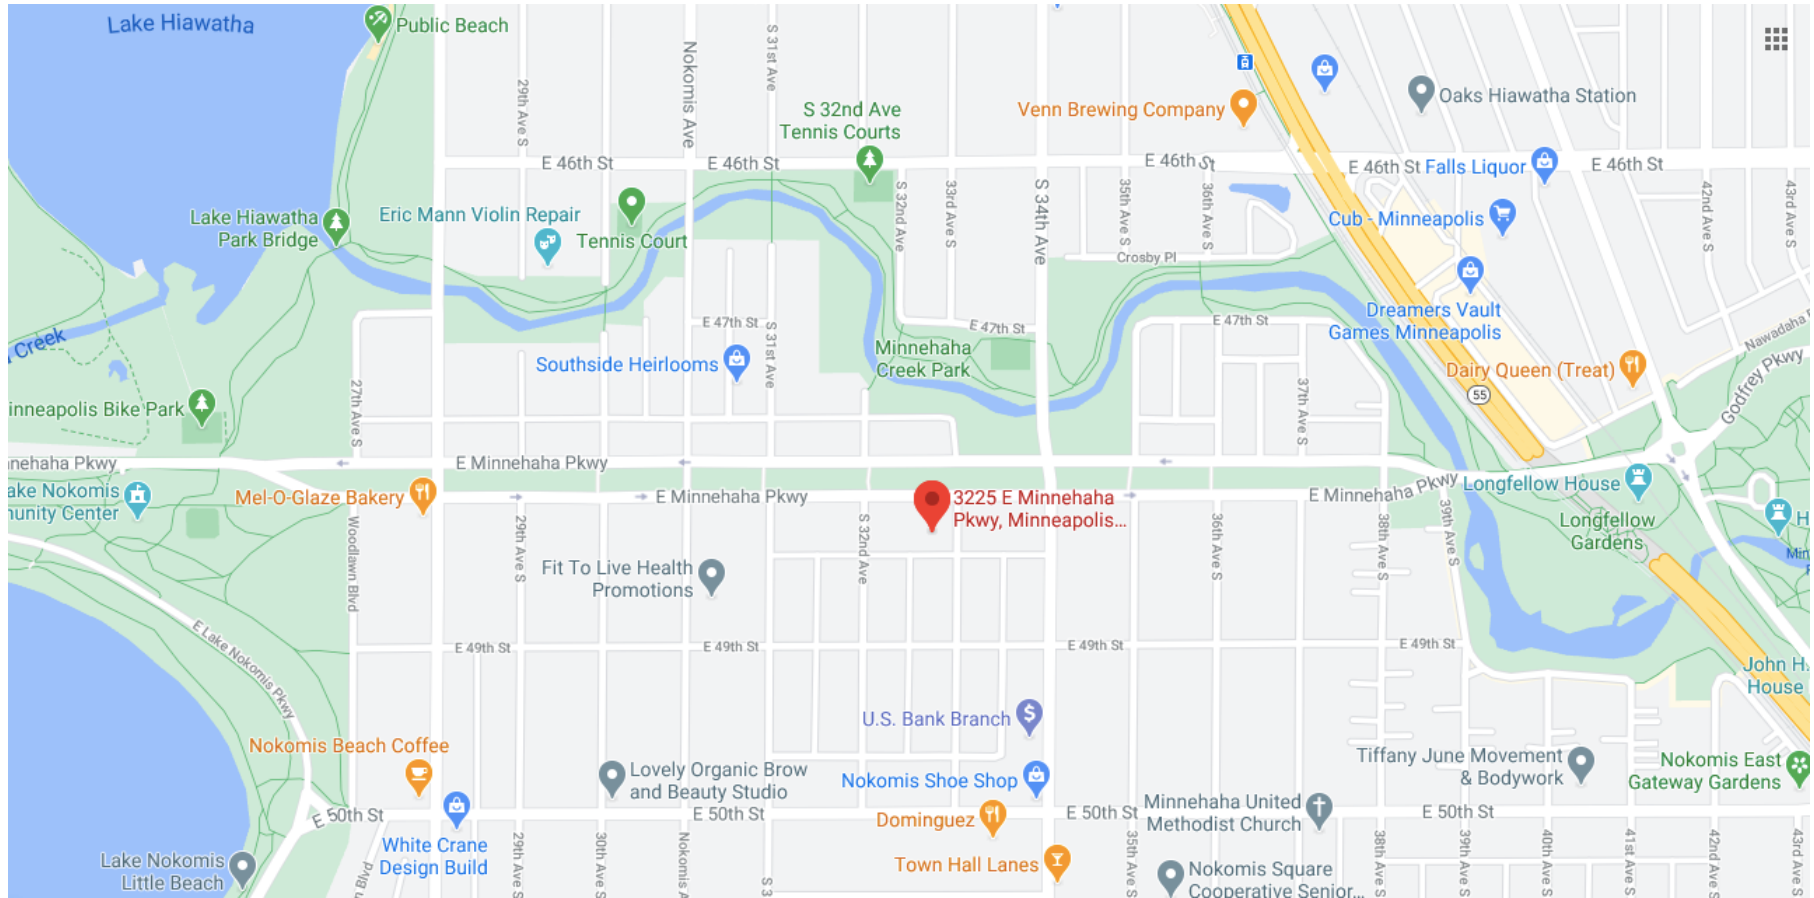 Lake Hiawatha
Public Beach
29th Ave S
Nokomis Ave
S 31st Ave
S 32nd Ave
Tennis Courts
Venn Brewing Company
Oaks Hiawatha Station
E 46th St
E 46th St
E 46th St
E 46th St
Falls Liquor
E 46th St
Lake Hiawatha
Park Bridge
Eric Mann Violin Repair
Tennis Court
S 32nd Ave
33rd Ave S
S 34th Ave
35th Ave S
36th Ave S
Crosby Pl
Cub - Minneapolis
42nd Ave S
43rd Ave S
Dreamers Vault
Games Minneapolis
Creek
E 47th St
S 31st Ave
E 47th St
E 47th St
Nawadaha
Godfrey Pkwy
Southside Heirlooms
Minnehaha
Creek Park
Dairy Queen (Treat)
55
27th Ave S
37th Ave S
inneapolis Bike Park
nnehaha Pkwy
E Minnehaha Pkwy
ake Nokomis
unity Center
Mel-O-Glaze Bakery
E Minnehaha Pkwy
3225 E Minnehaha
Pkwy, Minneapolis...
E Minnehaha Pkwy
Longfellow House
H
Longfellow
Gardens
Min
Woodlawn Blvd
29th Ave S
S 32nd Ave
36th Ave S
38th Ave S
39th Ave S
Fit To Live Health
Promotions
E Lake Nokomis Pkwy
E 49th St
E 49th St
E 49th St
E 49th St
John H.
House
U.S. Bank Branch
Nokomis Beach Coffee
Lovely Organic Brow
and Beauty Studio
Nokomis Shoe Shop
Tiffany June Movement
& Bodywork
Nokomis East
Gateway Gardens
E 50th St
E 50th St
Dominguez
E 50th St
Minnehaha United
Methodist Church
E 50th St
White Crane
Design Build
Town Hall Lanes
Lake Nokomis
Little Beach
n Blvd
29th Ave S
30th Ave S
Nokomis A
S 3
35th Ave S
Nokomis Square
Cooperative Senior...
38th Ave S
39th Ave S
40th Ave S
41st Ave S
42nd Ave S
43rd Ave S